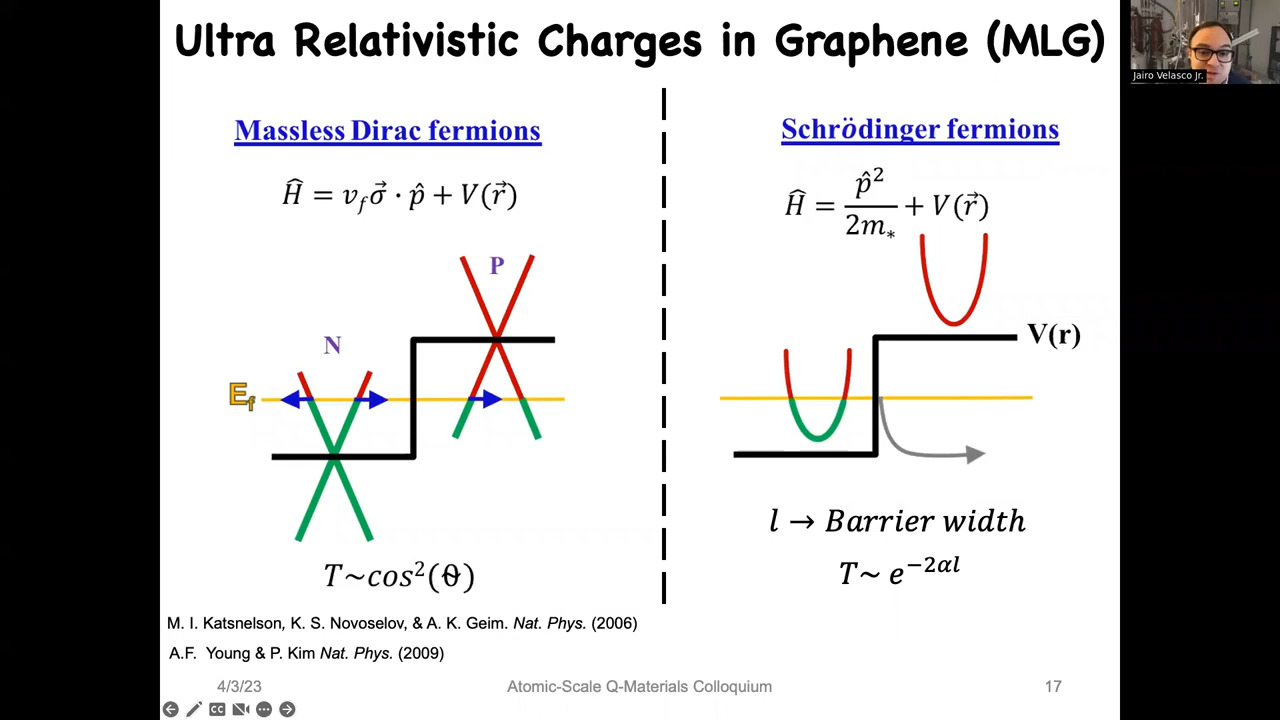 Ultra Relativistic Charges in Graphene (MLG)
Jairo Velasco Jr.
Massless Dirac fermions
Ĥ = v_f σ⃗ · p̂ + V(r⃗)
P
N
E_f
T~cos²(θ)
Schrödinger fermions
Ĥ = p̂²/2m_* + V(r⃗)
V(r)
l → Barrier width
T~ e^{-2αl}
M. I. Katsnelson, K. S. Novoselov, & A. K. Geim. Nat. Phys. (2006)
A.F. Young & P. Kim Nat. Phys. (2009)
4/3/23
Atomic-Scale Q-Materials Colloquium
17
CC